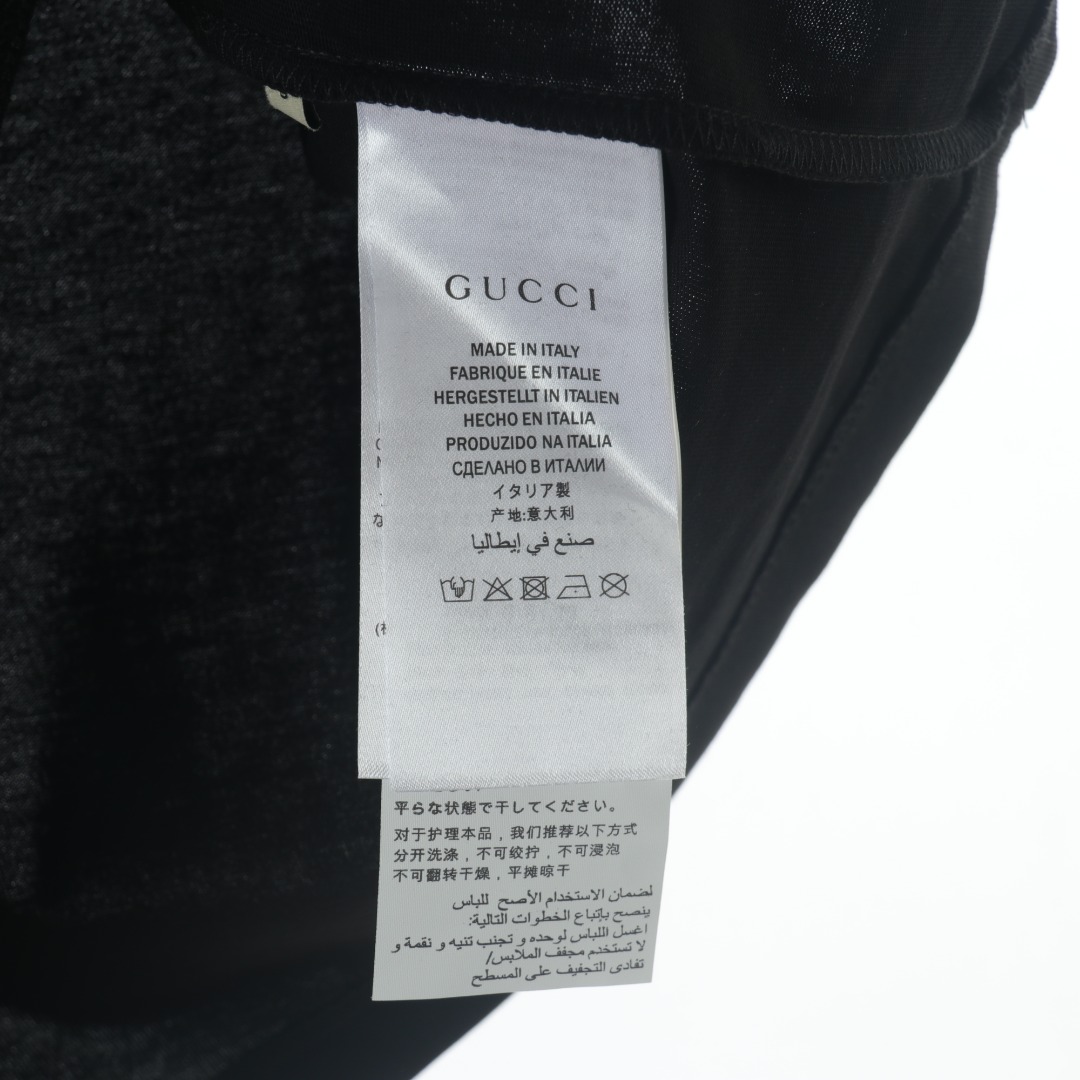 GUCCI
MADE IN ITALY
FABRIQUE EN ITALIE
HERGESTELLT IN ITALIEN
HECHO EN ITALIA
PRODUZIDO NA ITALIA
СДЕЛАНО В ИТАЛИИ
イタリア製
产地:意大利
صنع في إيطاليا
平らな状態で干してください。
对于护理本品，我们推荐以下方式
分开洗涤，不可绞拧，不可浸泡
不可翻转干燥，平摊晾干
لضمان الاستخدام الأصح للباس
ينصح بإتباع الخطوات التالية:
اغسل اللباس لوحده و تجنب تنيه و نقمة و
لا تستخدم مجفف الملابس/
تفادى التجفيف على المسطح